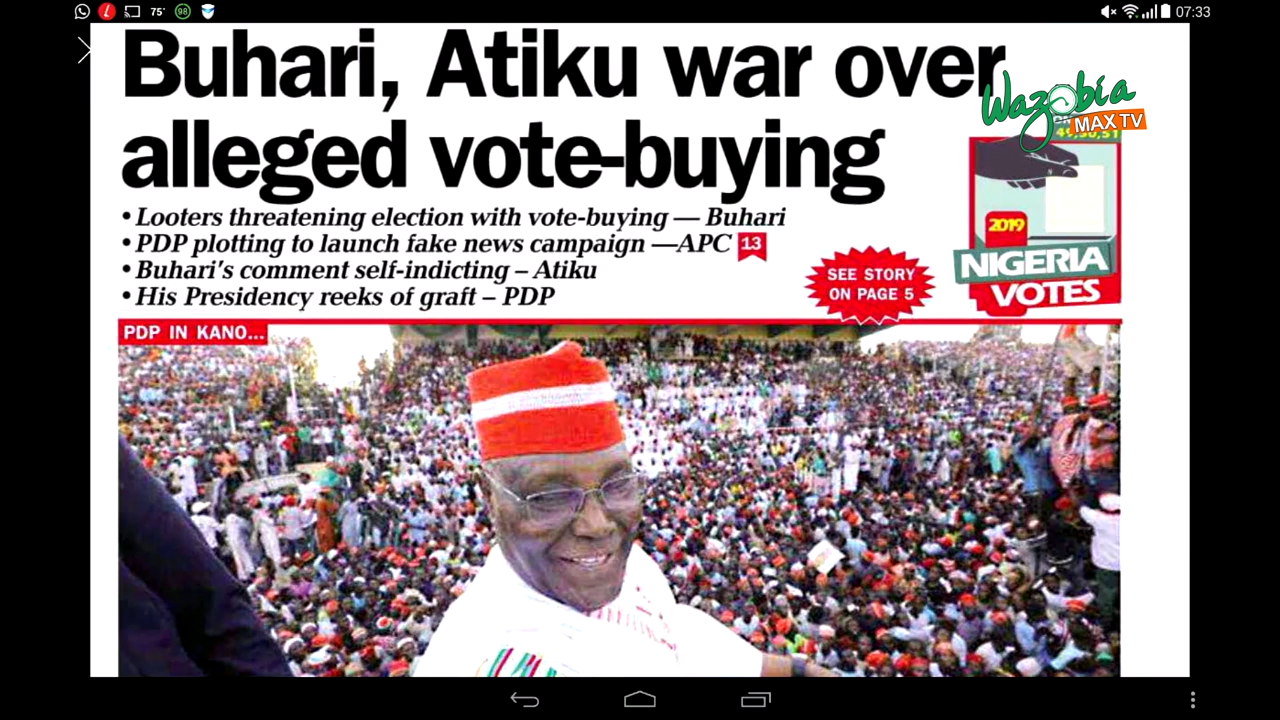 75°
98
07:33
Buhari, Atiku war over
alleged vote-buying
Wazobia
MAX TV
• Looters threatening election with vote-buying — Buhari
• PDP plotting to launch fake news campaign —APC 13
• Buhari's comment self-indicting – Atiku
• His Presidency reeks of graft – PDP
SEE STORY
ON PAGE 5
2019
NIGERIA
VOTES
PDP IN KANO...